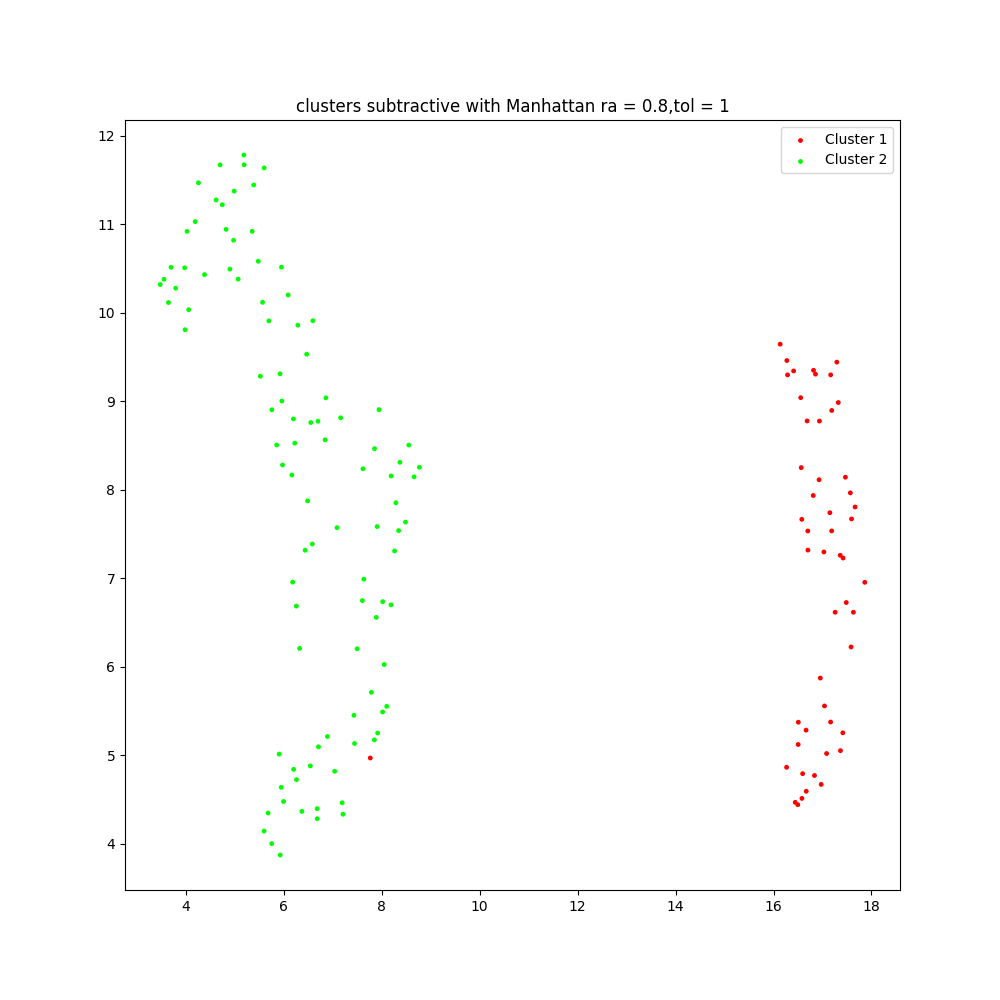 clusters subtractive with Manhattan ra = 0.8,tol = 1
Cluster 1
Cluster 2
12
11
10
9
8
7
6
5
4
4 6 8 10 12 14 16 18